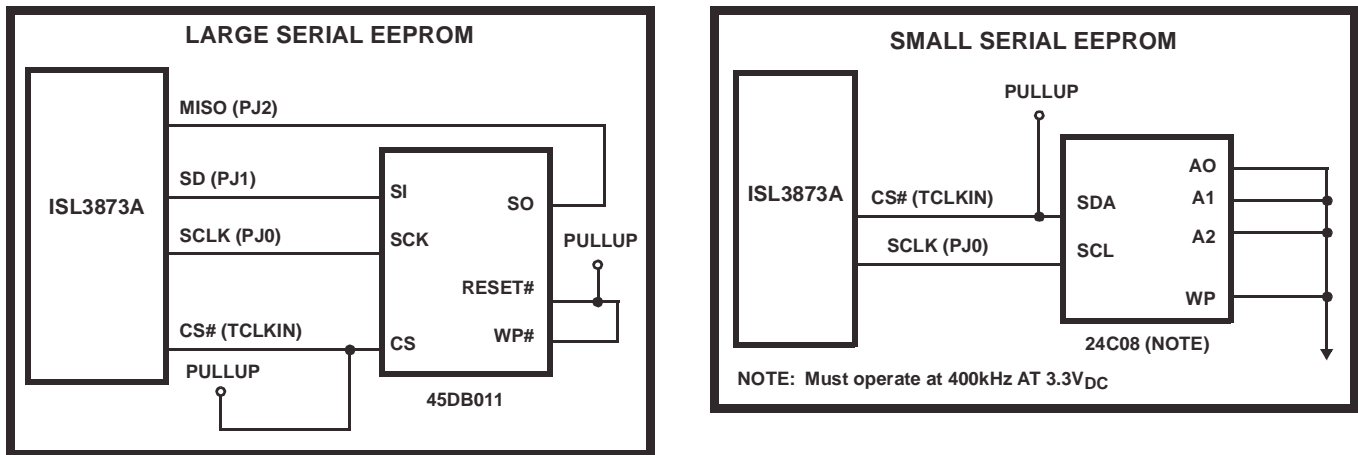 LARGE SERIAL EEPROM
ISL3873A
MISO (PJ2)
SD (PJ1)
SCLK (PJ0)
CS# (TCLKIN)
PULLUP
SI
SCK
CS
SO
RESET#
WP#
PULLUP
45DB011
SMALL SERIAL EEPROM
ISL3873A
PULLUP
CS# (TCLKIN)
SCLK (PJ0)
SDA
SCL
AO
A1
A2
WP
24C08 (NOTE)
NOTE: Must operate at 400kHz AT 3.3VDC